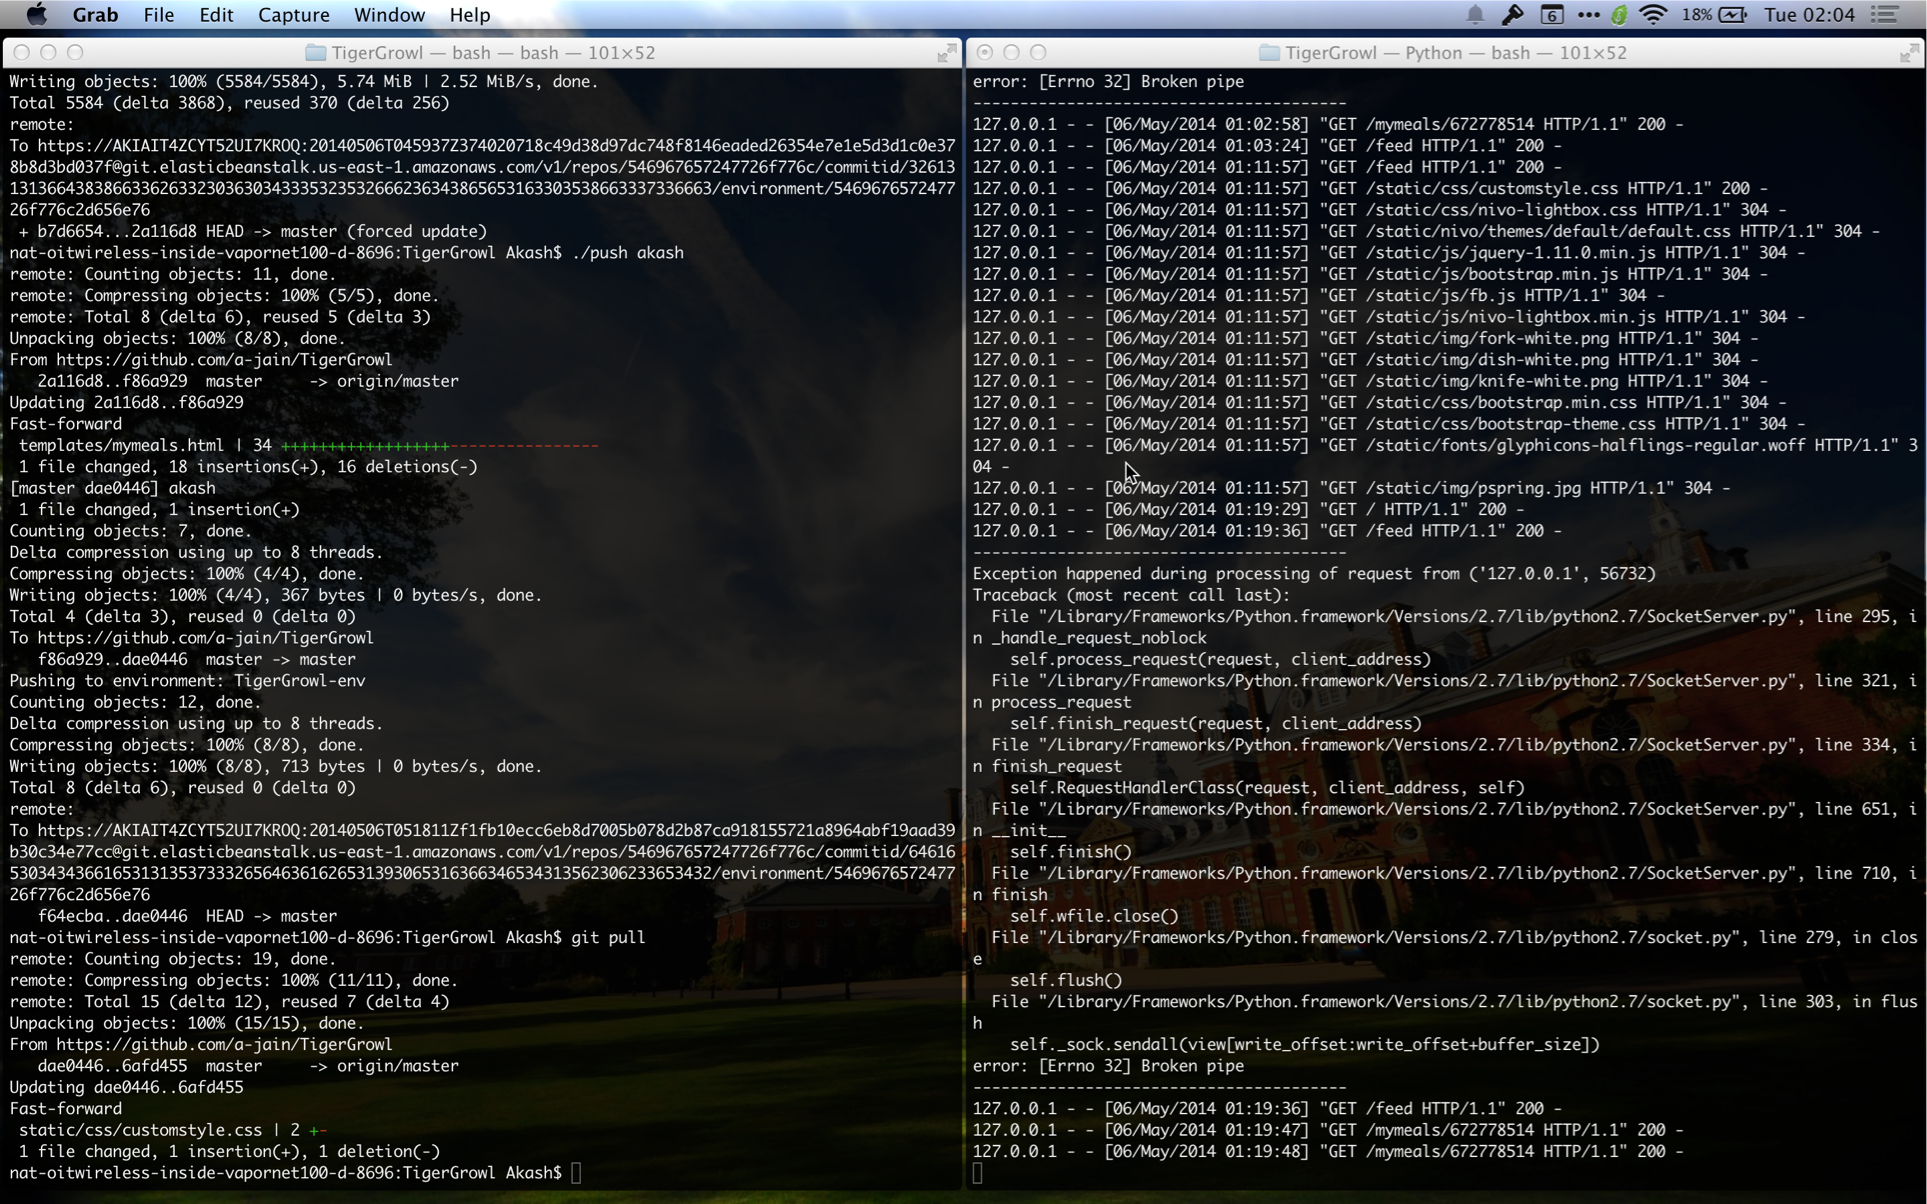 Grab File Edit Capture Window Help 6 18% Tue 02:04
TigerGrowl — bash — bash — 101×52
Writing objects: 100% (5584/5584), 5.74 MiB | 2.52 MiB/s, done.
Total 5584 (delta 3868), reused 370 (delta 256)
remote:
To https://AKIAIT4ZCYT52UI7KROQ:20140506T045937Z374020718c49d38d97dc748f8146eaded26354e7e1e5d3d1c0e37
8b8d3bd037f@git.elasticbeanstalk.us-east-1.amazonaws.com/v1/repos/546967657247726f776c/commitid/32613
1313664383866336263323036303433353235326662363438656531633035386633373366663/environment/5469676572477
26f776c2d656e76
+ b7d6654...2a116d8 HEAD -> master (forced update)
nat-oitwireless-inside-vapornet100-d-8696:TigerGrowl Akash$ ./push akash
remote: Counting objects: 11, done.
remote: Compressing objects: 100% (5/5), done.
remote: Total 8 (delta 6), reused 5 (delta 3)
Unpacking objects: 100% (8/8), done.
From https://github.com/a-jain/TigerGrowl
2a116d8..f86a929 master -> origin/master
Updating 2a116d8..f86a929
Fast-forward
templates/mymeals.html | 34 ++++++++++++++++++----------------
1 file changed, 18 insertions(+), 16 deletions(-)
[master dae0446] akash
1 file changed, 1 insertion(+)
Counting objects: 7, done.
Delta compression using up to 8 threads.
Compressing objects: 100% (4/4), done.
Writing objects: 100% (4/4), 367 bytes | 0 bytes/s, done.
Total 4 (delta 3), reused 0 (delta 0)
To https://github.com/a-jain/TigerGrowl
f86a929..dae0446 master -> master
Pushing to environment: TigerGrowl-env
Counting objects: 12, done.
Delta compression using up to 8 threads.
Compressing objects: 100% (8/8), done.
Writing objects: 100% (8/8), 713 bytes | 0 bytes/s, done.
Total 8 (delta 6), reused 0 (delta 0)
remote:
To https://AKIAIT4ZCYT52UI7KROQ:20140506T051811Zf1fb10ecc6eb8d7005b078d2b87ca918155721a8964abf19aad39
b30c34e77cc@git.elasticbeanstalk.us-east-1.amazonaws.com/v1/repos/546967657247726f776c/commitid/64616
5303434366165313135373332656463616265313930653163663465343135623062336534​32/environment/5469676572477
26f776c2d656e76
f64ecba..dae0446 HEAD -> master
nat-oitwireless-inside-vapornet100-d-8696:TigerGrowl Akash$ git pull
remote: Counting objects: 19, done.
remote: Compressing objects: 100% (11/11), done.
remote: Total 15 (delta 12), reused 7 (delta 4)
Unpacking objects: 100% (15/15), done.
From https://github.com/a-jain/TigerGrowl
dae0446..6afd455 master -> origin/master
Updating dae0446..6afd455
Fast-forward
static/css/customstyle.css | 2 +-
1 file changed, 1 insertion(+), 1 deletion(-)
nat-oitwireless-inside-vapornet100-d-8696:TigerGrowl Akash$
TigerGrowl — Python — bash — 101×52
error: [Errno 32] Broken pipe
----------------------------------------
127.0.0.1 - - [06/May/2014 01:02:58] "GET /mymeals/672778514 HTTP/1.1" 200 -
127.0.0.1 - - [06/May/2014 01:03:24] "GET /feed HTTP/1.1" 200 -
127.0.0.1 - - [06/May/2014 01:11:57] "GET /feed HTTP/1.1" 200 -
127.0.0.1 - - [06/May/2014 01:11:57] "GET /static/css/customstyle.css HTTP/1.1" 200 -
127.0.0.1 - - [06/May/2014 01:11:57] "GET /static/css/nivo-lightbox.css HTTP/1.1" 304 -
127.0.0.1 - - [06/May/2014 01:11:57] "GET /static/nivo/themes/default/default.css HTTP/1.1" 304 -
127.0.0.1 - - [06/May/2014 01:11:57] "GET /static/js/jquery-1.11.0.min.js HTTP/1.1" 304 -
127.0.0.1 - - [06/May/2014 01:11:57] "GET /static/js/bootstrap.min.js HTTP/1.1" 304 -
127.0.0.1 - - [06/May/2014 01:11:57] "GET /static/js/fb.js HTTP/1.1" 304 -
127.0.0.1 - - [06/May/2014 01:11:57] "GET /static/js/nivo-lightbox.min.js HTTP/1.1" 304 -
127.0.0.1 - - [06/May/2014 01:11:57] "GET /static/img/fork-white.png HTTP/1.1" 304 -
127.0.0.1 - - [06/May/2014 01:11:57] "GET /static/img/dish-white.png HTTP/1.1" 304 -
127.0.0.1 - - [06/May/2014 01:11:57] "GET /static/img/knife-white.png HTTP/1.1" 304 -
127.0.0.1 - - [06/May/2014 01:11:57] "GET /static/css/bootstrap.min.css HTTP/1.1" 304 -
127.0.0.1 - - [06/May/2014 01:11:57] "GET /static/css/bootstrap-theme.css HTTP/1.1" 304 -
127.0.0.1 - - [06/May/2014 01:11:57] "GET /static/fonts/glyphicons-halflings-regular.woff HTTP/1.1" 3
04 -
127.0.0.1 - - [06/May/2014 01:11:57] "GET /static/img/pspring.jpg HTTP/1.1" 304 -
127.0.0.1 - - [06/May/2014 01:19:29] "GET / HTTP/1.1" 200 -
127.0.0.1 - - [06/May/2014 01:19:36] "GET /feed HTTP/1.1" 200 -
----------------------------------------
Exception happened during processing of request from ('127.0.0.1', 56732)
Traceback (most recent call last):
File "/Library/Frameworks/Python.framework/Versions/2.7/lib/python2.7/SocketServer.py", line 295, i
n _handle_request_noblock
self.process_request(request, client_address)
File "/Library/Frameworks/Python.framework/Versions/2.7/lib/python2.7/SocketServer.py", line 321, i
n process_request
self.finish_request(request, client_address)
File "/Library/Frameworks/Python.framework/Versions/2.7/lib/python2.7/SocketServer.py", line 334, i
n finish_request
self.RequestHandlerClass(request, client_address, self)
File "/Library/Frameworks/Python.framework/Versions/2.7/lib/python2.7/SocketServer.py", line 651, i
n __init__
self.finish()
File "/Library/Frameworks/Python.framework/Versions/2.7/lib/python2.7/SocketServer.py", line 710, i
n finish
self.wfile.close()
File "/Library/Frameworks/Python.framework/Versions/2.7/lib/python2.7/socket.py", line 279, in clos
e
self.flush()
File "/Library/Frameworks/Python.framework/Versions/2.7/lib/python2.7/socket.py", line 303, in flus
h
self._sock.sendall(view[write_offset:write_offset+buffer_size])
error: [Errno 32] Broken pipe
----------------------------------------
127.0.0.1 - - [06/May/2014 01:19:36] "GET /feed HTTP/1.1" 200 -
127.0.0.1 - - [06/May/2014 01:19:47] "GET /mymeals/672778514 HTTP/1.1" 200 -
127.0.0.1 - - [06/May/2014 01:19:48] "GET /mymeals/672778514 HTTP/1.1" 200 -